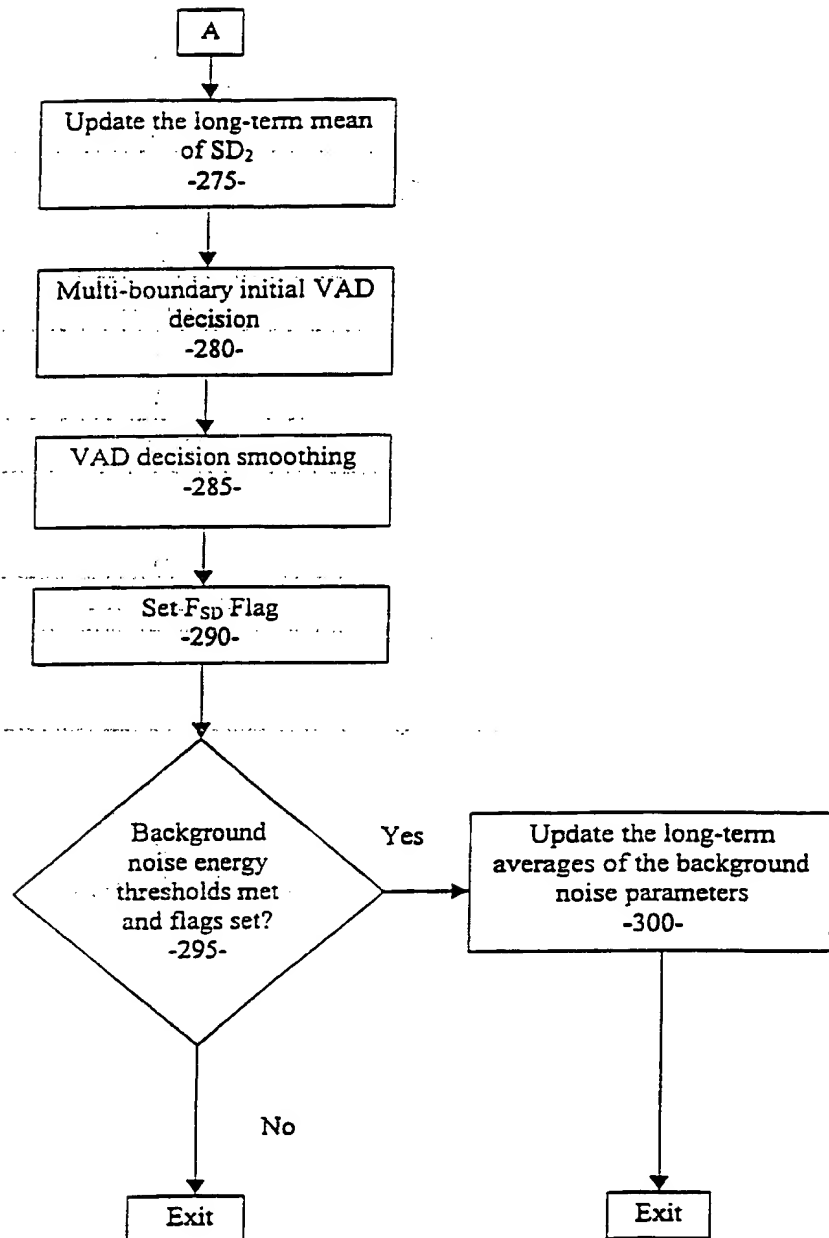 A
Update the long-term mean
of SD₂
-275-
Multi-boundary initial VAD
decision
-280-
VAD decision smoothing
-285-
Set F_SD Flag
-290-
Background
noise energy
thresholds met
and flags set?
-295-
Yes
Update the long-term
averages of the background
noise parameters
-300-
No
Exit
Exit